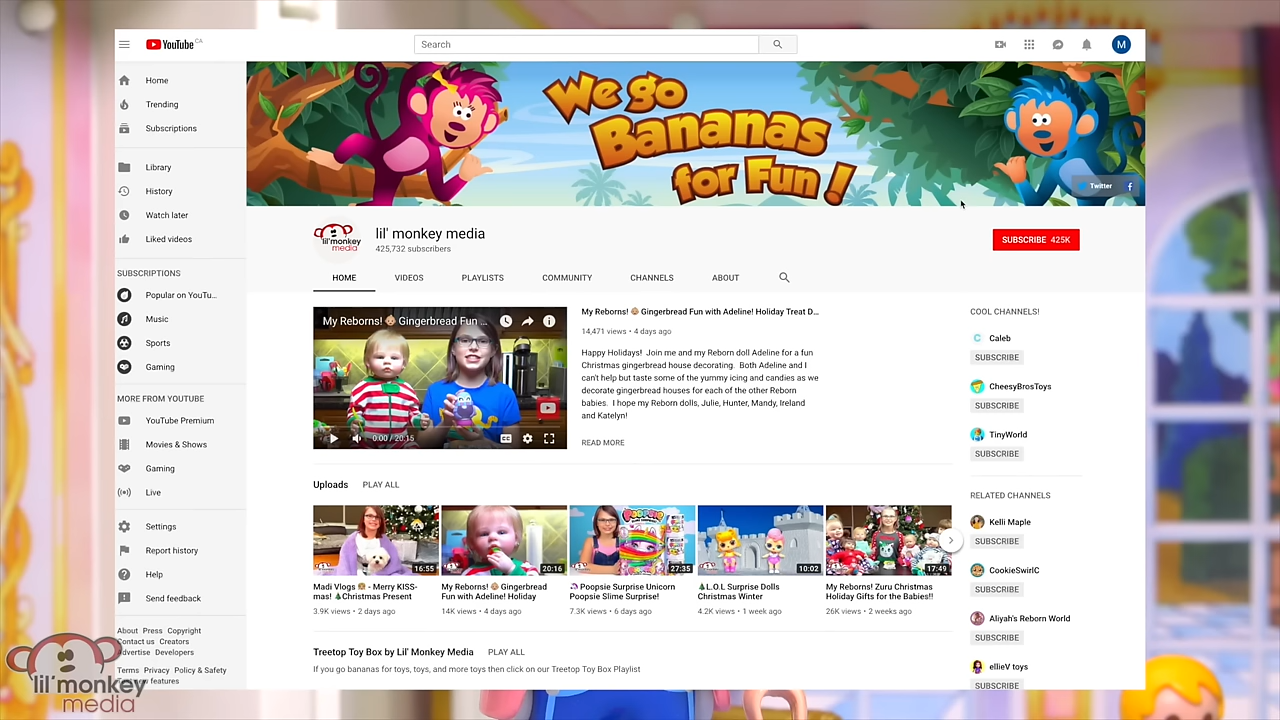 YouTube CA
Search
M
Home
Trending
Subscriptions
Library
History
Watch later
Liked videos
SUBSCRIPTIONS
Popular on YouTu...
Music
Sports
Gaming
MORE FROM YOUTUBE
YouTube Premium
Movies & Shows
Gaming
Live
Settings
Report history
Help
Send feedback
About Press Copyright
Contact us Creators
Advertise Developers
Terms Privacy Policy & Safety
features
We go
Bananas
for Fun!
Twitter
lil' monkey media
lil' monkey media
425,732 subscribers
SUBSCRIBE 425K
HOME VIDEOS PLAYLISTS COMMUNITY CHANNELS ABOUT
My Reborns! 🐵 Gingerbread Fun ...
0:00 / 20:15
My Reborns! 🐵 Gingerbread Fun with Adeline! Holiday Treat D...
14,471 views • 4 days ago
Happy Holidays! Join me and my Reborn doll Adeline for a fun
Christmas gingerbread house decorating. Both Adeline and I
can't help but taste some of the yummy icing and candies as we
decorate gingerbread houses for each of the other Reborn
babies. I hope my Reborn dolls, Julie, Hunter, Mandy, Ireland
and Katelyn!
READ MORE
Uploads PLAY ALL
16:55
20:16
Poopsie
27:35
10:02
17:49
Madi Vlogs 🐵 - Merry KISS-
mas! 🎄Christmas Present
3.9K views • 2 days ago
My Reborns! 🐵 Gingerbread
Fun with Adeline! Holiday
14K views • 4 days ago
🦄Poopsie Surprise Unicorn
Poopsie Slime Surprise!
7.3K views • 6 days ago
🎄L.O.L Surprise Dolls
Christmas Winter
4.2K views • 1 week ago
My Reborns! Zuru Christmas
Holiday Gifts for the Babies!!
26K views • 2 weeks ago
Treetop Toy Box by Lil' Monkey Media PLAY ALL
If you go bananas for toys, toys, and more toys then click on our Treetop Toy Box Playlist
COOL CHANNELS!
C
Caleb
SUBSCRIBE
CheesyBrosToys
SUBSCRIBE
TinyWorld
SUBSCRIBE
RELATED CHANNELS
Kelli Maple
SUBSCRIBE
CookieSwirlC
SUBSCRIBE
Aliyah's Reborn World
SUBSCRIBE
ellieV toys
SUBSCRIBE
lil' monkey
media